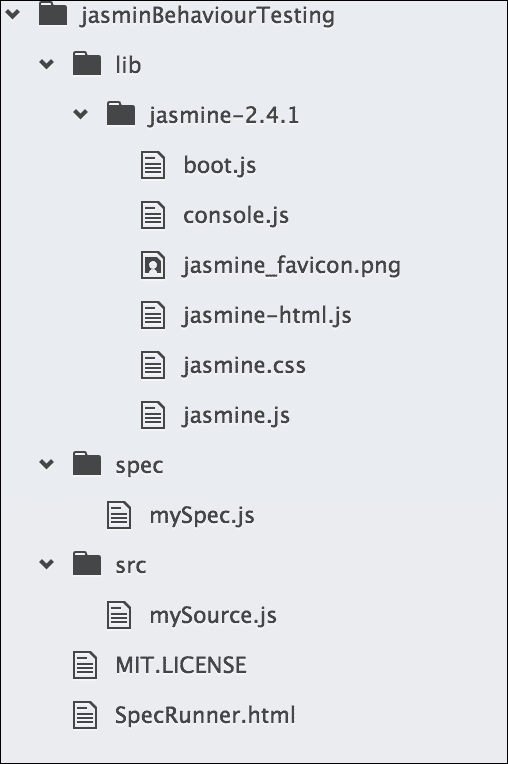 jasminBehaviourTesting
lib
jasmine-2.4.1
boot.js
console.js
jasmine_favicon.png
jasmine-html.js
jasmine.css
jasmine.js
spec
mySpec.js
src
mySource.js
MIT.LICENSE
SpecRunner.html